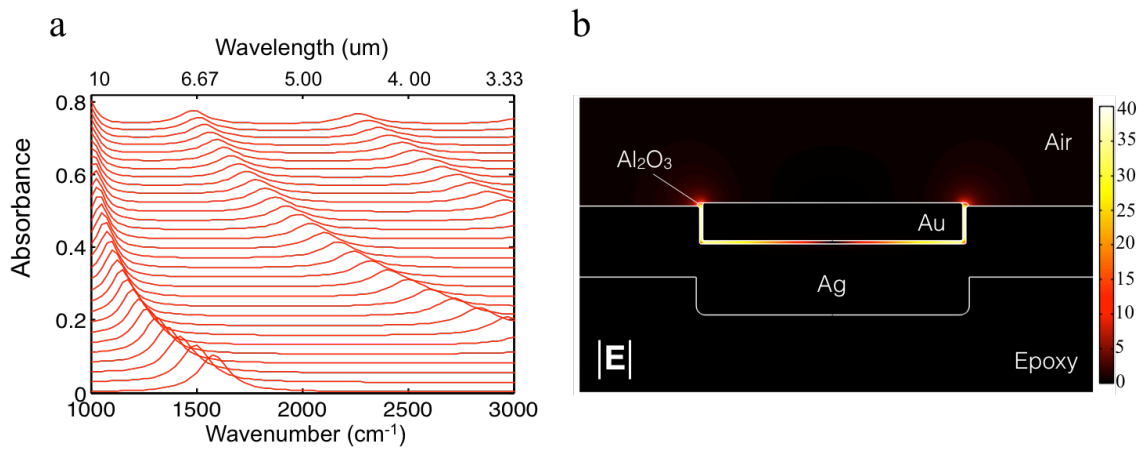 a
Wavelength (um)
10 6.67 5.00 4. 00 3.33
0.8
0.6
0.4
0.2
0
Absorbance
1000 1500 2000 2500 3000
Wavenumber (cm⁻¹)
b
Air
Al₂O₃
Au
Ag
Epoxy
|E|
40
35
30
25
20
15
10
5
0